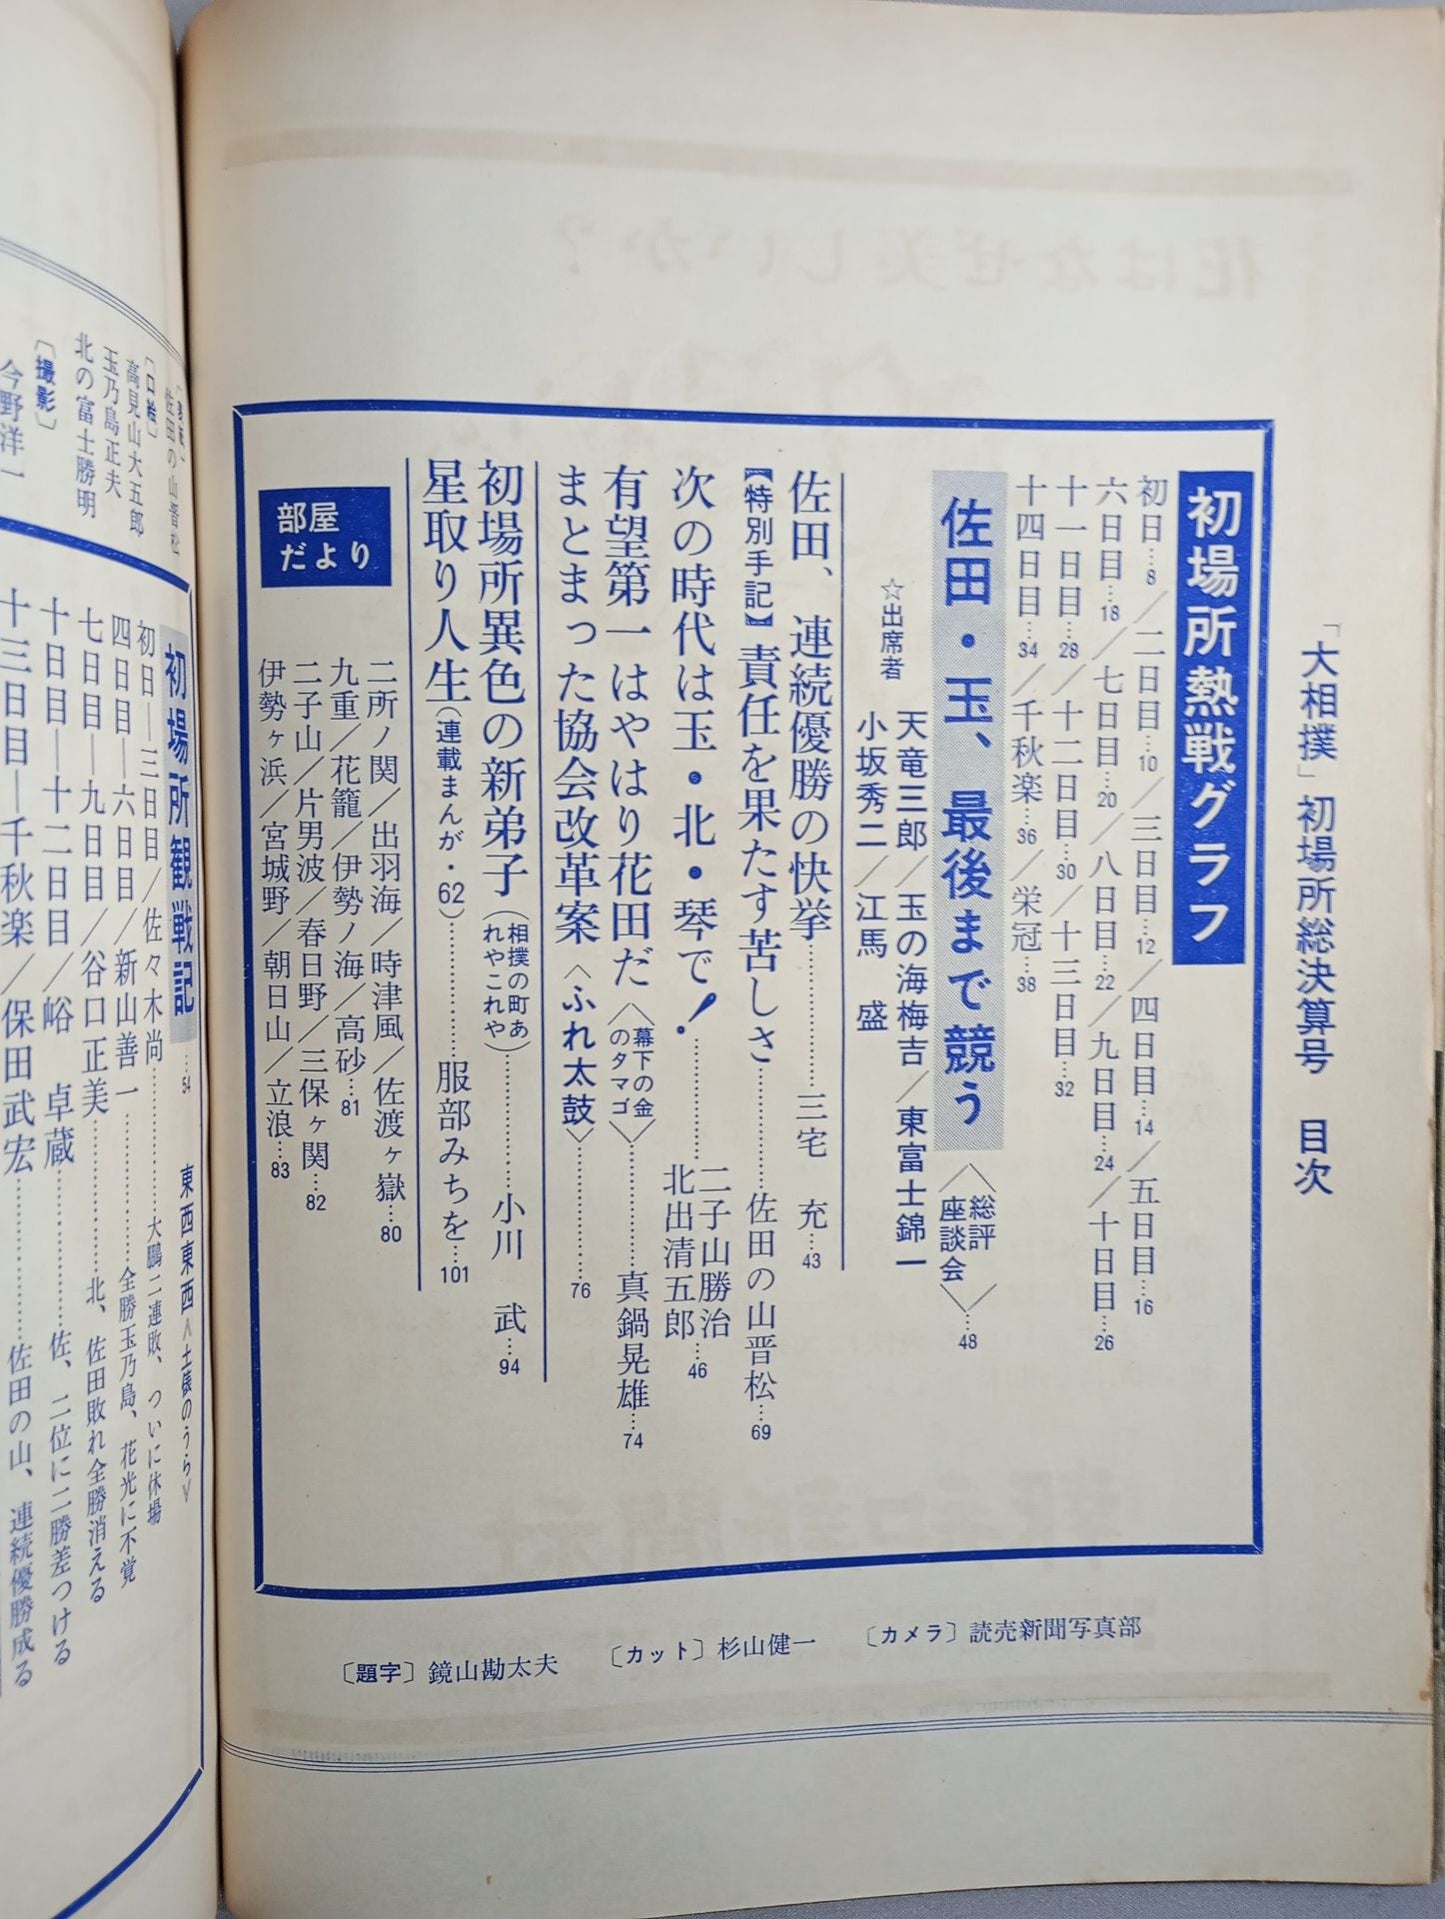 「大相撲」初場所総決算号　目次
初場所熱戦グラフ
初日…8／二日目…10／三日目…12／四日目…14／五日目…16
六日目…18／七日目…20／八日目…22／九日目…24／十日目…26
十一日目…28／十二日目…30／十三日目…32
十四日目…34／千秋楽…36／栄冠…38
佐田・玉、最後まで競う〈総評座談会〉…48
☆出席者
天竜三郎／玉の海梅吉／東富士錦一
小坂秀二／江馬　盛
佐田、連続優勝の快挙…………三宅　充…43
【特別手記】責任を果たす苦しさ…………佐田の山晋松…69
次の時代は玉・北・琴で！…………二子山勝治
北出清五郎…46
有望第一はやはり花田だ〈幕下の金のタマゴ〉…………真鍋晃雄…74
まとまった協会改革案〈ふれ太鼓〉…………76
初場所異色の新弟子（相撲の町あれやこれや）…………小川　武…94
星取り人生（連載まんが・62）…………服部みちを…101
部屋だより
二所ノ関／出羽海／時津風／佐渡ヶ嶽…80
九重／花籠／伊勢ノ海／高砂…81
二子山／片男波／春日野／三保ヶ関…82
伊勢ヶ浜／宮城野／朝日山／立浪…83
〔カメラ〕読売新聞写真部
〔カット〕杉山健一
〔題字〕鏡山勘太夫
佐田の山晋松
〔口絵〕
高見山大五郎
玉乃島正夫
北の富士勝明
〔撮影〕
今野洋一
初場所観戦記…54
東西東西〈土俵のうら〉
初日―三日目／佐々木尚…………大鵬二連敗、ついに休場
四日目―六日目／新山善一…………全勝玉乃島、花光に不覚
七日目―九日目／谷口正美…………北、佐田敗れ全勝消える
十日目―十二日目／峪　卓蔵…………佐、二位に二勝差つける
十三日目―千秋楽／保田武宏…………佐田の山、連続優勝成る